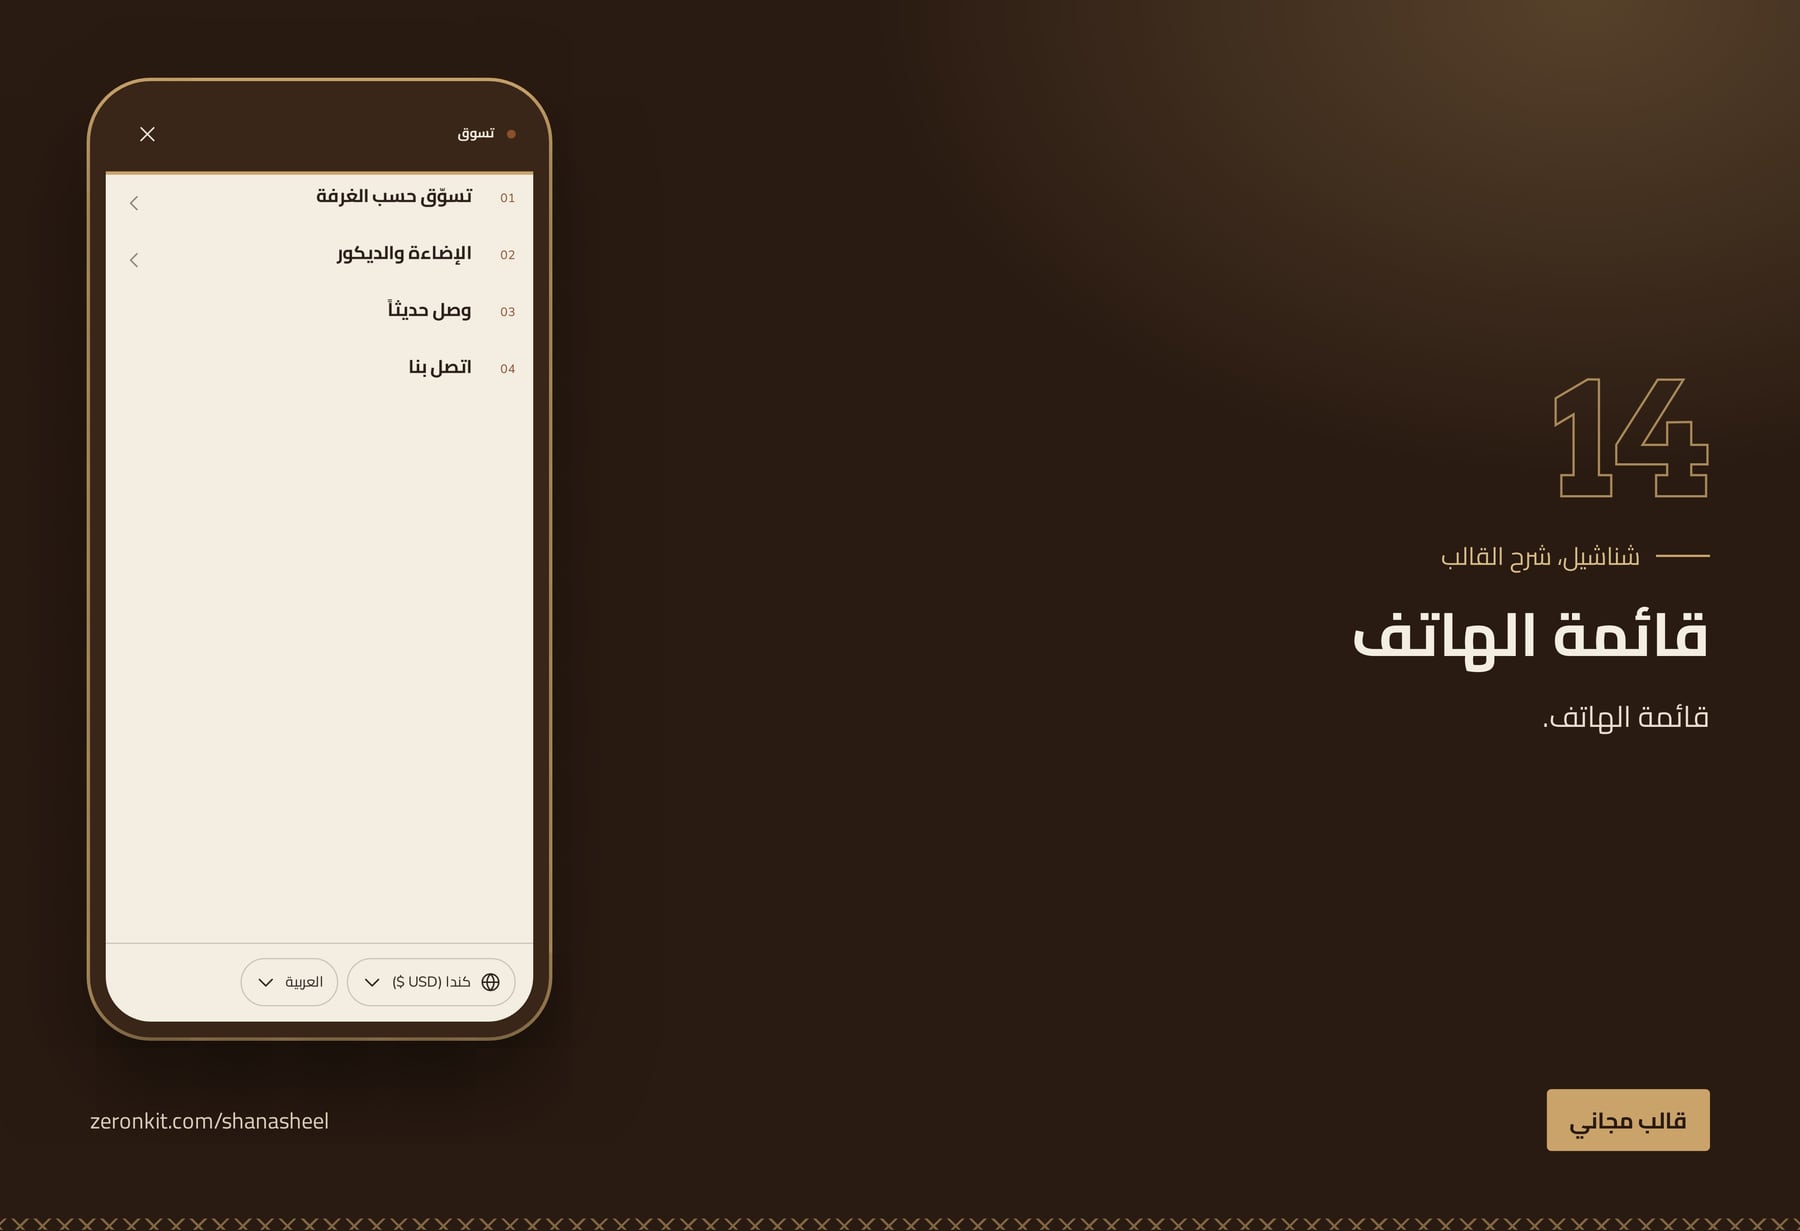 14
شناشيل، شرح القالب
قائمة الهاتف
قائمة الهاتف.
قالب مجاني
تسوق
01 تسوّق حسب الغرفة
02 الإضاءة والديكور
03 وصل حديثاً
04 اتصل بنا
كندا (USD $)
العربية
zeronkit.com/shanasheel